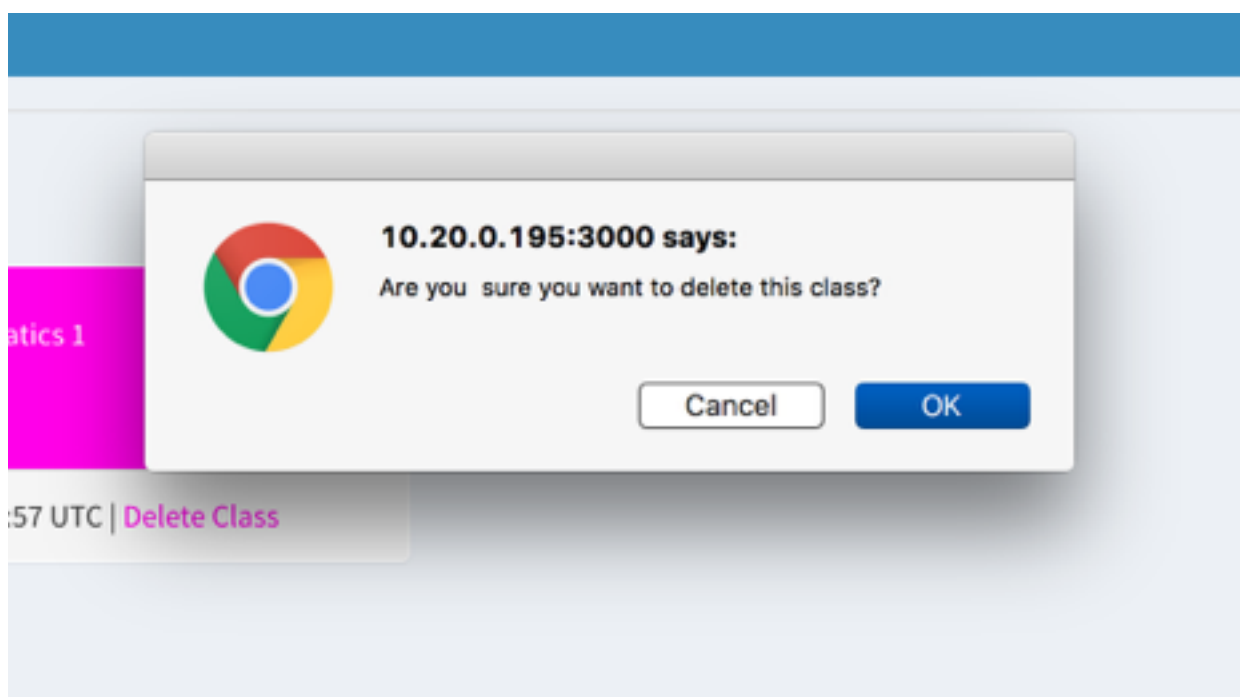 10.20.0.195:3000 says:
Are you  sure you want to delete this class?
atics 1
Cancel OK
:57 UTC | Delete Class